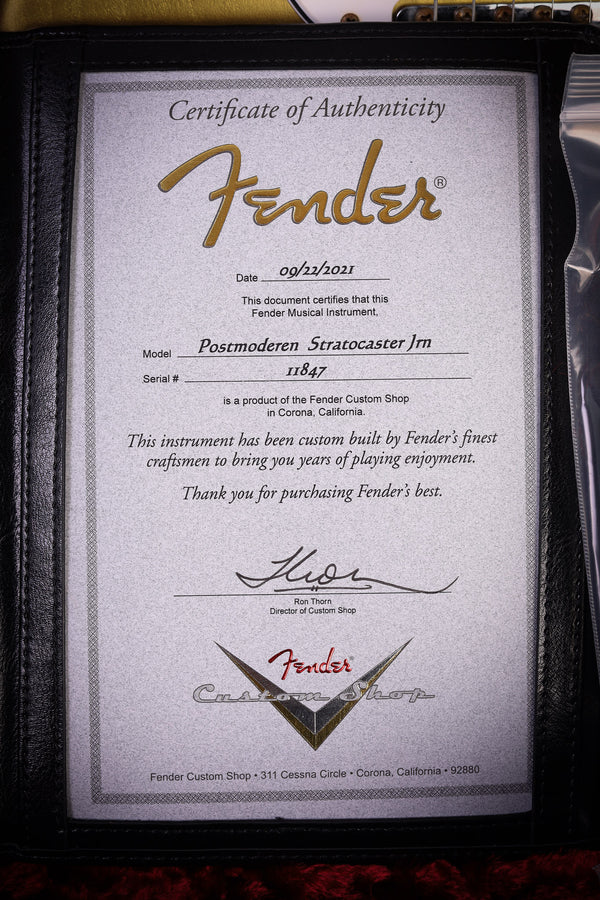 Certificate of Authenticity
Fender®
Date 09/22/2021
This document certifies that this
Fender Musical Instrument,
Model Postmoderen Stratocaster Jrn
Serial # 11847
is a product of the Fender Custom Shop
in Corona, California.
This instrument has been custom built by Fender's finest
craftsmen to bring you years of playing enjoyment.
Thank you for purchasing Fender's best.
Ron Thorn
Director of Custom Shop
Fender®
Custom Shop
Fender Custom Shop • 311 Cessna Circle • Corona, California • 92880